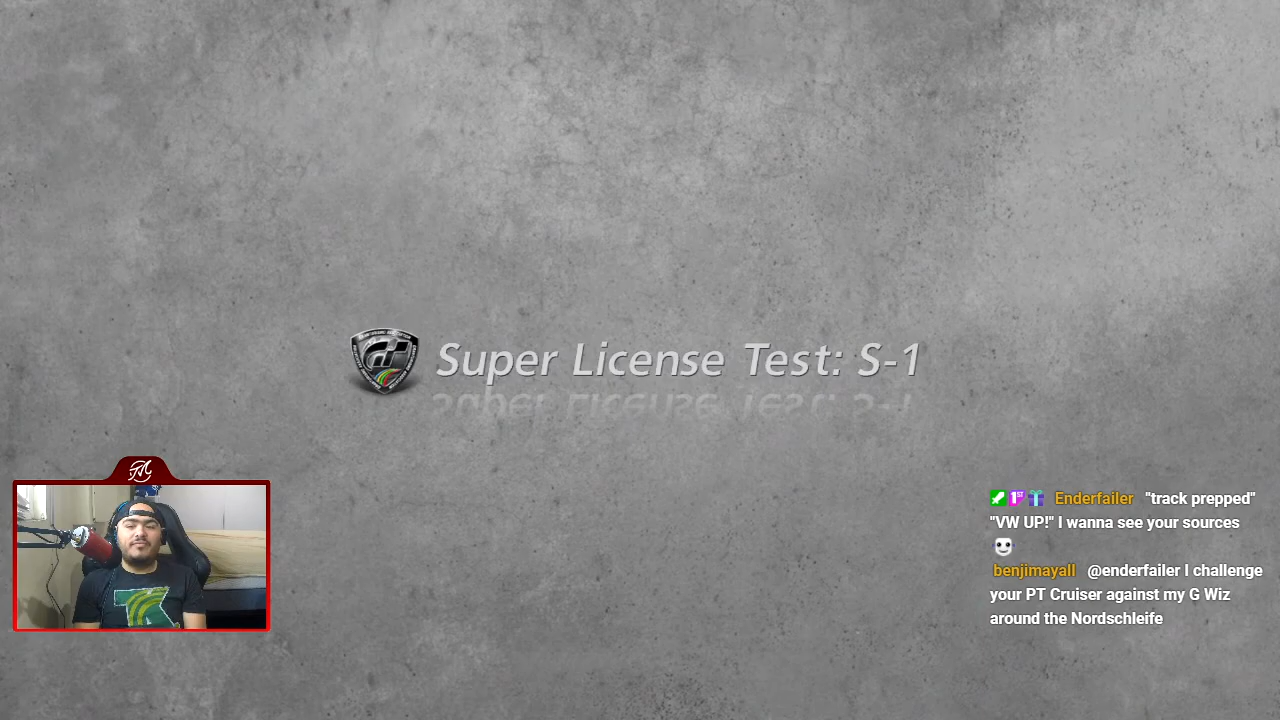 Super License Test: S-1
Enderfailer "track prepped"
"VW UP!" I wanna see your sources
benjimayall @enderfailer I challenge
your PT Cruiser against my G Wiz
around the Nordschleife